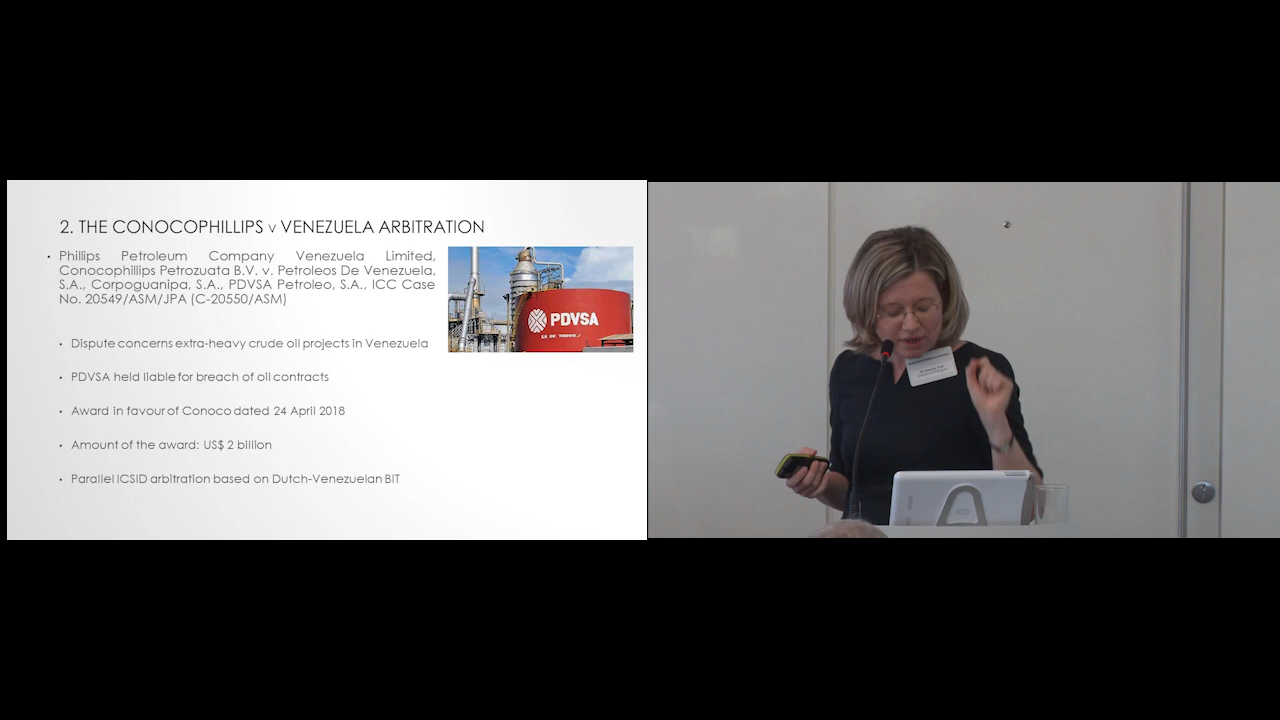 2. THE CONOCOPHILLIPS v VENEZUELA ARBITRATION
• Phillips Petroleum Company Venezuela Limited,
Conocophillips Petrozuata B.V. v. Petroleos De Venezuela,
S.A., Corpoguanipa, S.A., PDVSA Petroleo, S.A., ICC Case
No. 20549/ASM/JPA (C-20550/ASM)
• Dispute concerns extra-heavy crude oil projects in Venezuela
• PDVSA held liable for breach of oil contracts
• Award in favour of Conoco dated 24 April 2018
• Amount of the award: US$ 2 billion
• Parallel ICSID arbitration based on Dutch-Venezuelan BIT
PDVSA